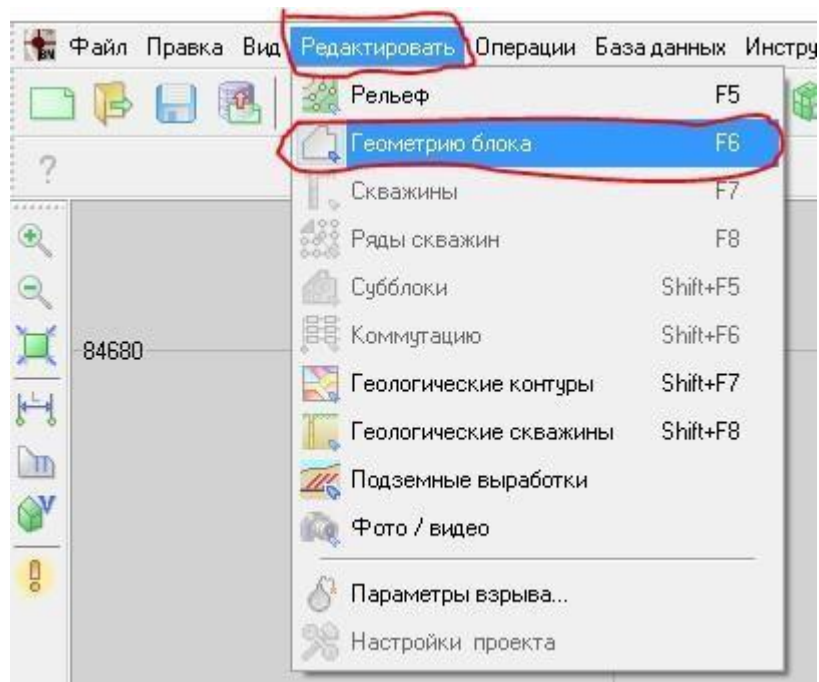 Файл Правка Вид Редактировать Операции База данных Инстру
Рельеф F5
Геометрию блока F6
?
Скважины F7
Ряды скважин F8
Субблоки Shift+F5
84680
Коммутацию Shift+F6
Геологические контуры Shift+F7
Геологические скважины Shift+F8
Подземные выработки
Фото / видео
Параметры взрыва...
Настройки проекта